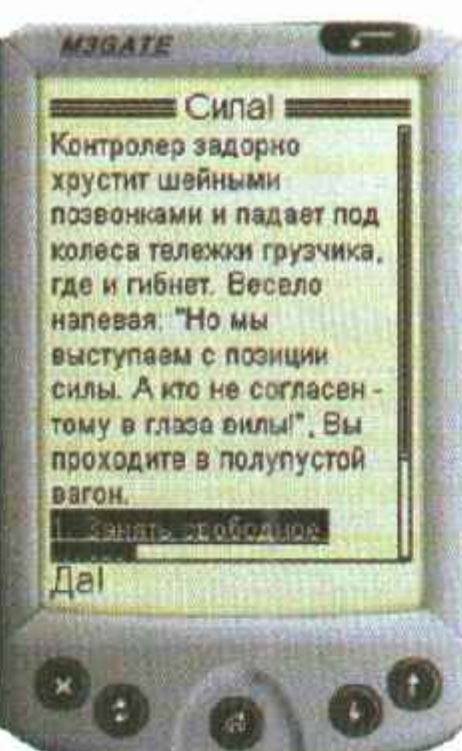 M3GATE
Сила!
Контролер задорно
хрустит шейными
позвонками и падает под
колеса тележки грузчика,
где и гибнет. Весело
напевая: "Но мы
выступаем с позиции
силы. А кто не согласен -
тому в глаза вилы!", Вы
проходите в полупустой
вагон.
1. Занять свободное
Да!